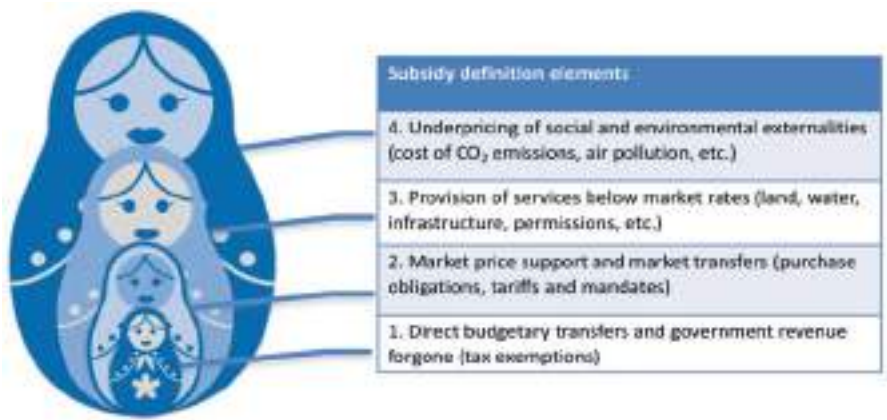 Subsidy definition elements
4. Underpricing of social and environmental externalities
(cost of CO₂ emissions, air pollution, etc.)
3. Provision of services below market rates (land, water,
infrastructure, permissions, etc.)
2. Market price support and market transfers (purchase
obligations, tariffs and mandates)
1. Direct budgetary transfers and government revenue
forgone (tax exemptions)